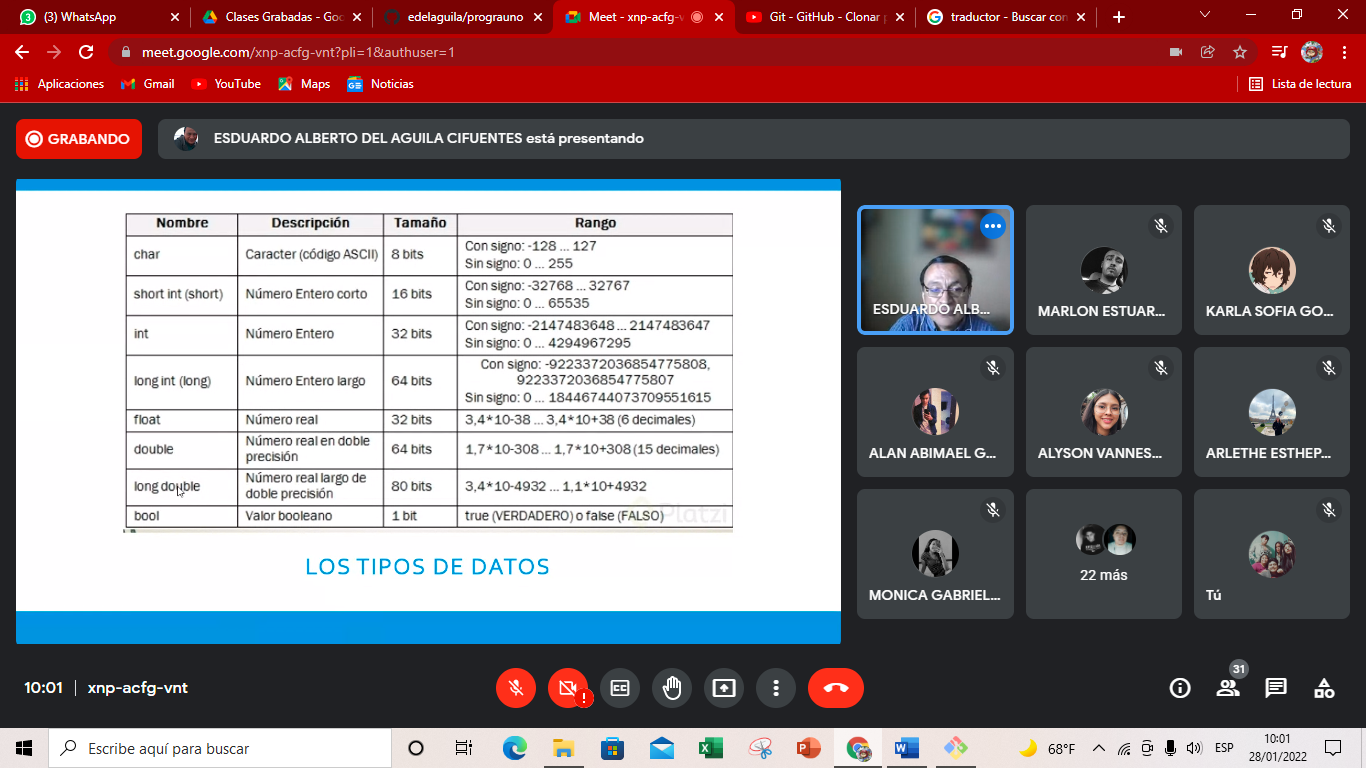 (3) WhatsApp
Clases Grabadas - Goo
edelaguila/prograuno
Meet - xnp-acfg-v
Git - GitHub - Clonar p
traductor - Buscar con
meet.google.com/xnp-acfg-vnt?pli=1&authuser=1
Aplicaciones
Gmail
YouTube
Maps
Noticias
Lista de lectura
GRABANDO
ESDUARDO ALBERTO DEL AGUILA CIFUENTES está presentando
Nombre Descripción Tamaño Rango
char Caracter (código ASCII) 8 bits Con signo: -128 ... 127
Sin signo: 0 ... 255
short int (short) Número Entero corto 16 bits Con signo: -32768 ... 32767
Sin signo: 0 ... 65535
int Número Entero 32 bits Con signo: -2147483648 ... 2147483647
Sin signo: 0 ... 4294967295
long int (long) Número Entero largo 64 bits Con signo: -9223372036854775808,
9223372036854775807
Sin signo: 0 ... 18446744073709551615
float Número real 32 bits 3,4*10-38 ... 3,4*10+38 (6 decimales)
double Número real en doble
precisión 64 bits 1,7*10-308 ... 1,7*10+308 (15 decimales)
long double Número real largo de
doble precisión 80 bits 3,4*10-4932 ... 1,1*10+4932
bool Valor booleano 1 bit true (VERDADERO) o false (FALSO)
Platzi
LOS TIPOS DE DATOS
ESDUARDO ALB...
MARLON ESTUAR...
KARLA SOFIA GO...
ALAN ABIMAEL G...
ALYSON VANNES...
ARLETHE ESTHEP...
MONICA GABRIEL...
22 más
Tú
10:01 | xnp-acfg-vnt
31
Escribe aquí para buscar
68°F
ESP
10:01
28/01/2022